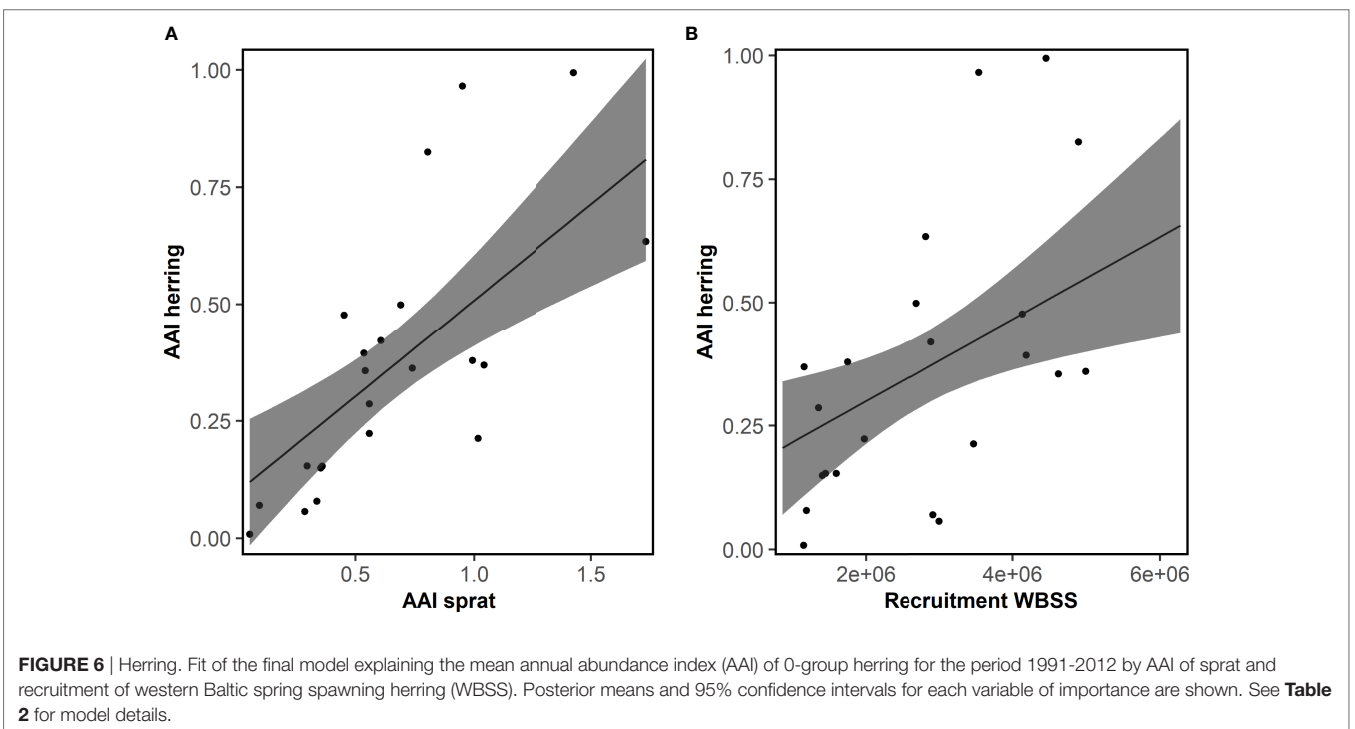 A
B
1.00
0.75
0.50
0.25
0.00
AAI herring
0.5
1.0
1.5
AAI sprat
1.00
0.75
0.50
0.25
0.00
AAI herring
2e+06
4e+06
6e+06
Recruitment WBSS
FIGURE 6 | Herring. Fit of the final model explaining the mean annual abundance index (AAI) of 0-group herring for the period 1991-2012 by AAI of sprat and
recruitment of western Baltic spring spawning herring (WBSS). Posterior means and 95% confidence intervals for each variable of importance are shown. See Table
2 for model details.